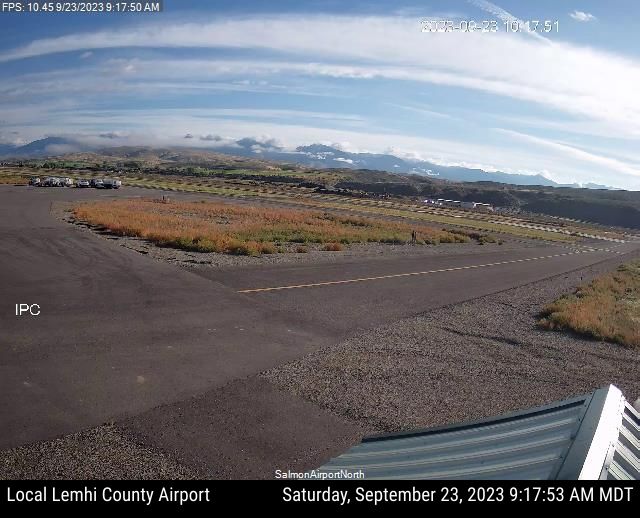 FPS: 10.45 9/23/2023 9:17:50 AM
2023-09-23 10:17:51
IPC
SalmonAirportNorth
Local Lemhi County Airport Saturday, September 23, 2023 9:17:53 AM MDT